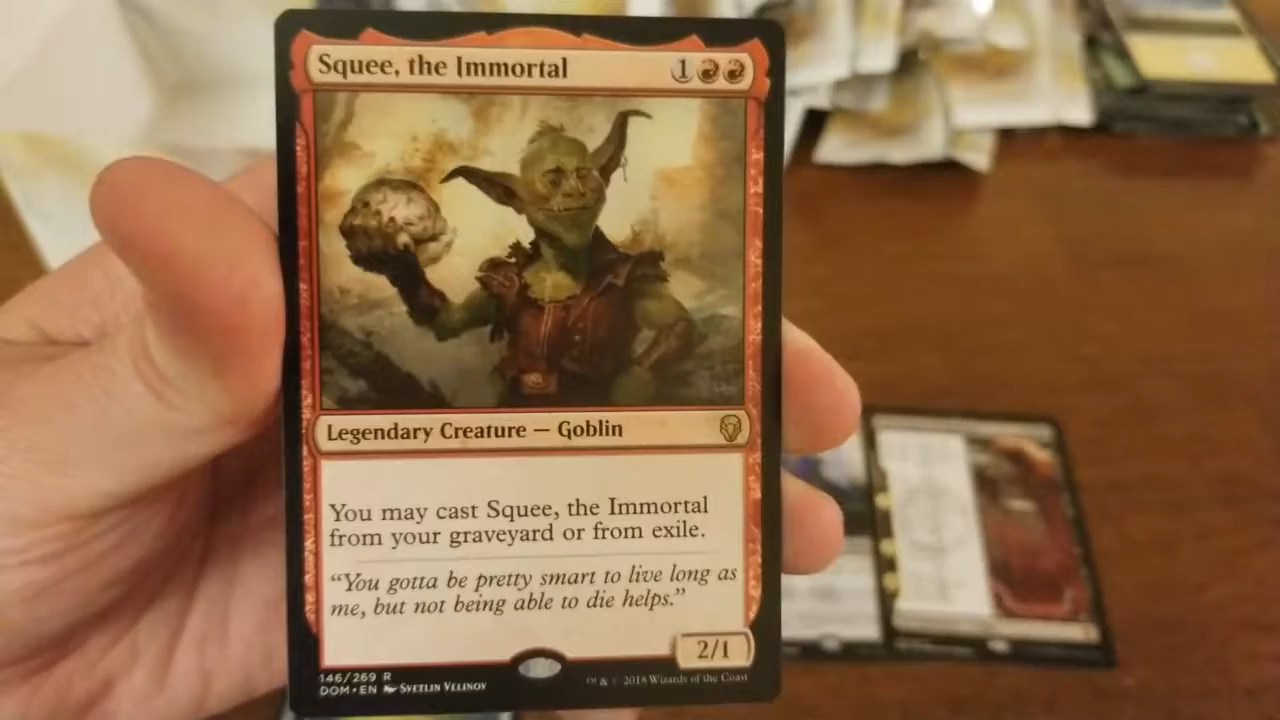 Squee, the Immortal 1
Legendary Creature — Goblin
You may cast Squee, the Immortal
from your graveyard or from exile.
“You gotta be pretty smart to live long as
me, but not being able to die helps.”
2/1
146/269 R
DOM • EN Svetlin Velinov
™ & © 2018 Wizards of the Coast